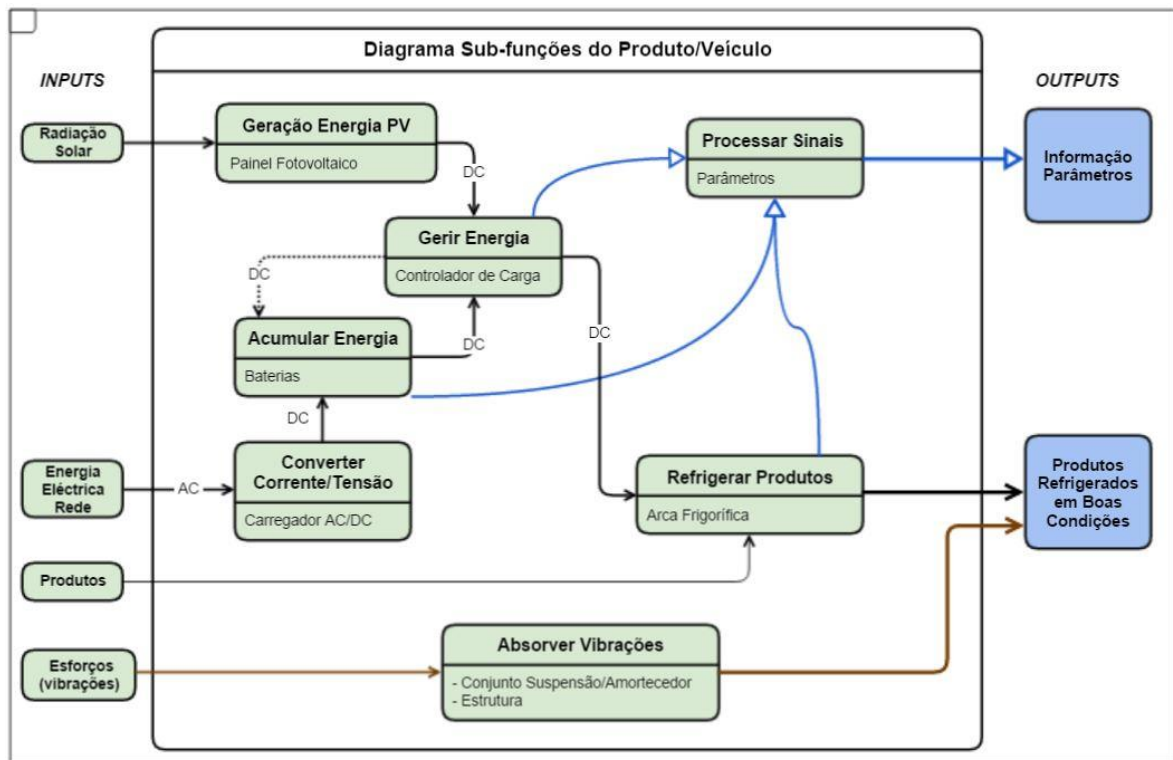 Diagrama Sub-funções do Produto/Veículo
INPUTS
OUTPUTS
Radiação
Solar
Geração Energia PV
Painel Fotovoltaico
DC
Processar Sinais
Parâmetros
Informação
Parâmetros
Gerir Energia
Controlador de Carga
DC
DC
DC
Acumular Energia
Baterias
DC
Energia
Eléctrica
Rede
AC
Converter
Corrente/Tensão
Carregador AC/DC
Refrigerar Produtos
Arca Frigorífica
Produtos
Refrigerados
em Boas
Condições
Produtos
Esforços
(vibrações)
Absorver Vibrações
- Conjunto Suspensão/Amortecedor
- Estrutura